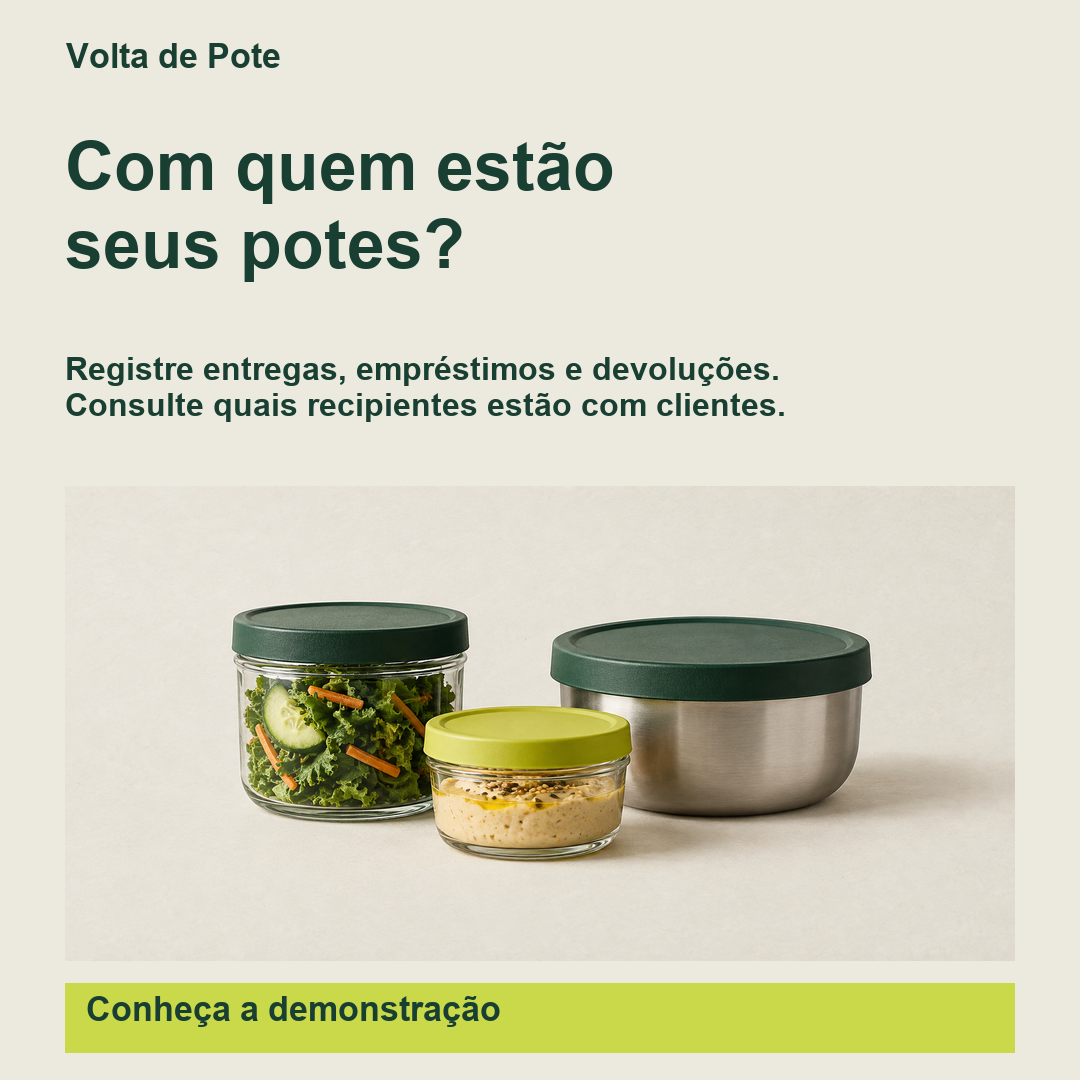 Volta de Pote
Com quem estão
seus potes?
Registre entregas, empréstimos e devoluções.
Consulte quais recipientes estão com clientes.
Conheça a demonstração